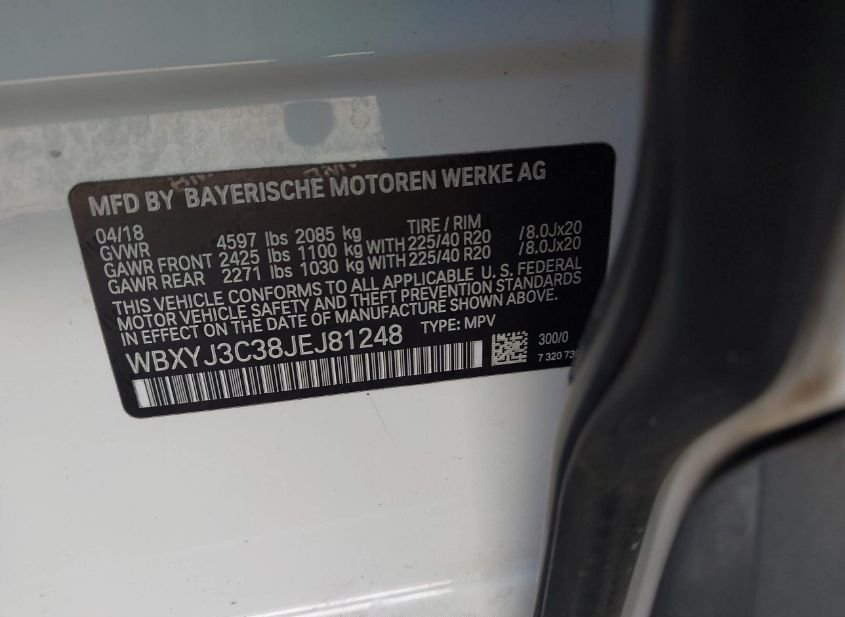 MFD BY BAYERISCHE MOTOREN WERKE AG
04/18 TIRE / RIM
GVWR 4597 lbs 2085 kg
GAWR FRONT 2425 lbs 1100 kg WITH 225/40 R20 /8.0Jx20
GAWR REAR 2271 lbs 1030 kg WITH 225/40 R20 /8.0Jx20
THIS VEHICLE CONFORMS TO ALL APPLICABLE U.S. FEDERAL
MOTOR VEHICLE SAFETY AND THEFT PREVENTION STANDARDS
IN EFFECT ON THE DATE OF MANUFACTURE SHOWN ABOVE.
WBXYJ3C38JEJ81248 TYPE: MPV
300/0
7 320 73